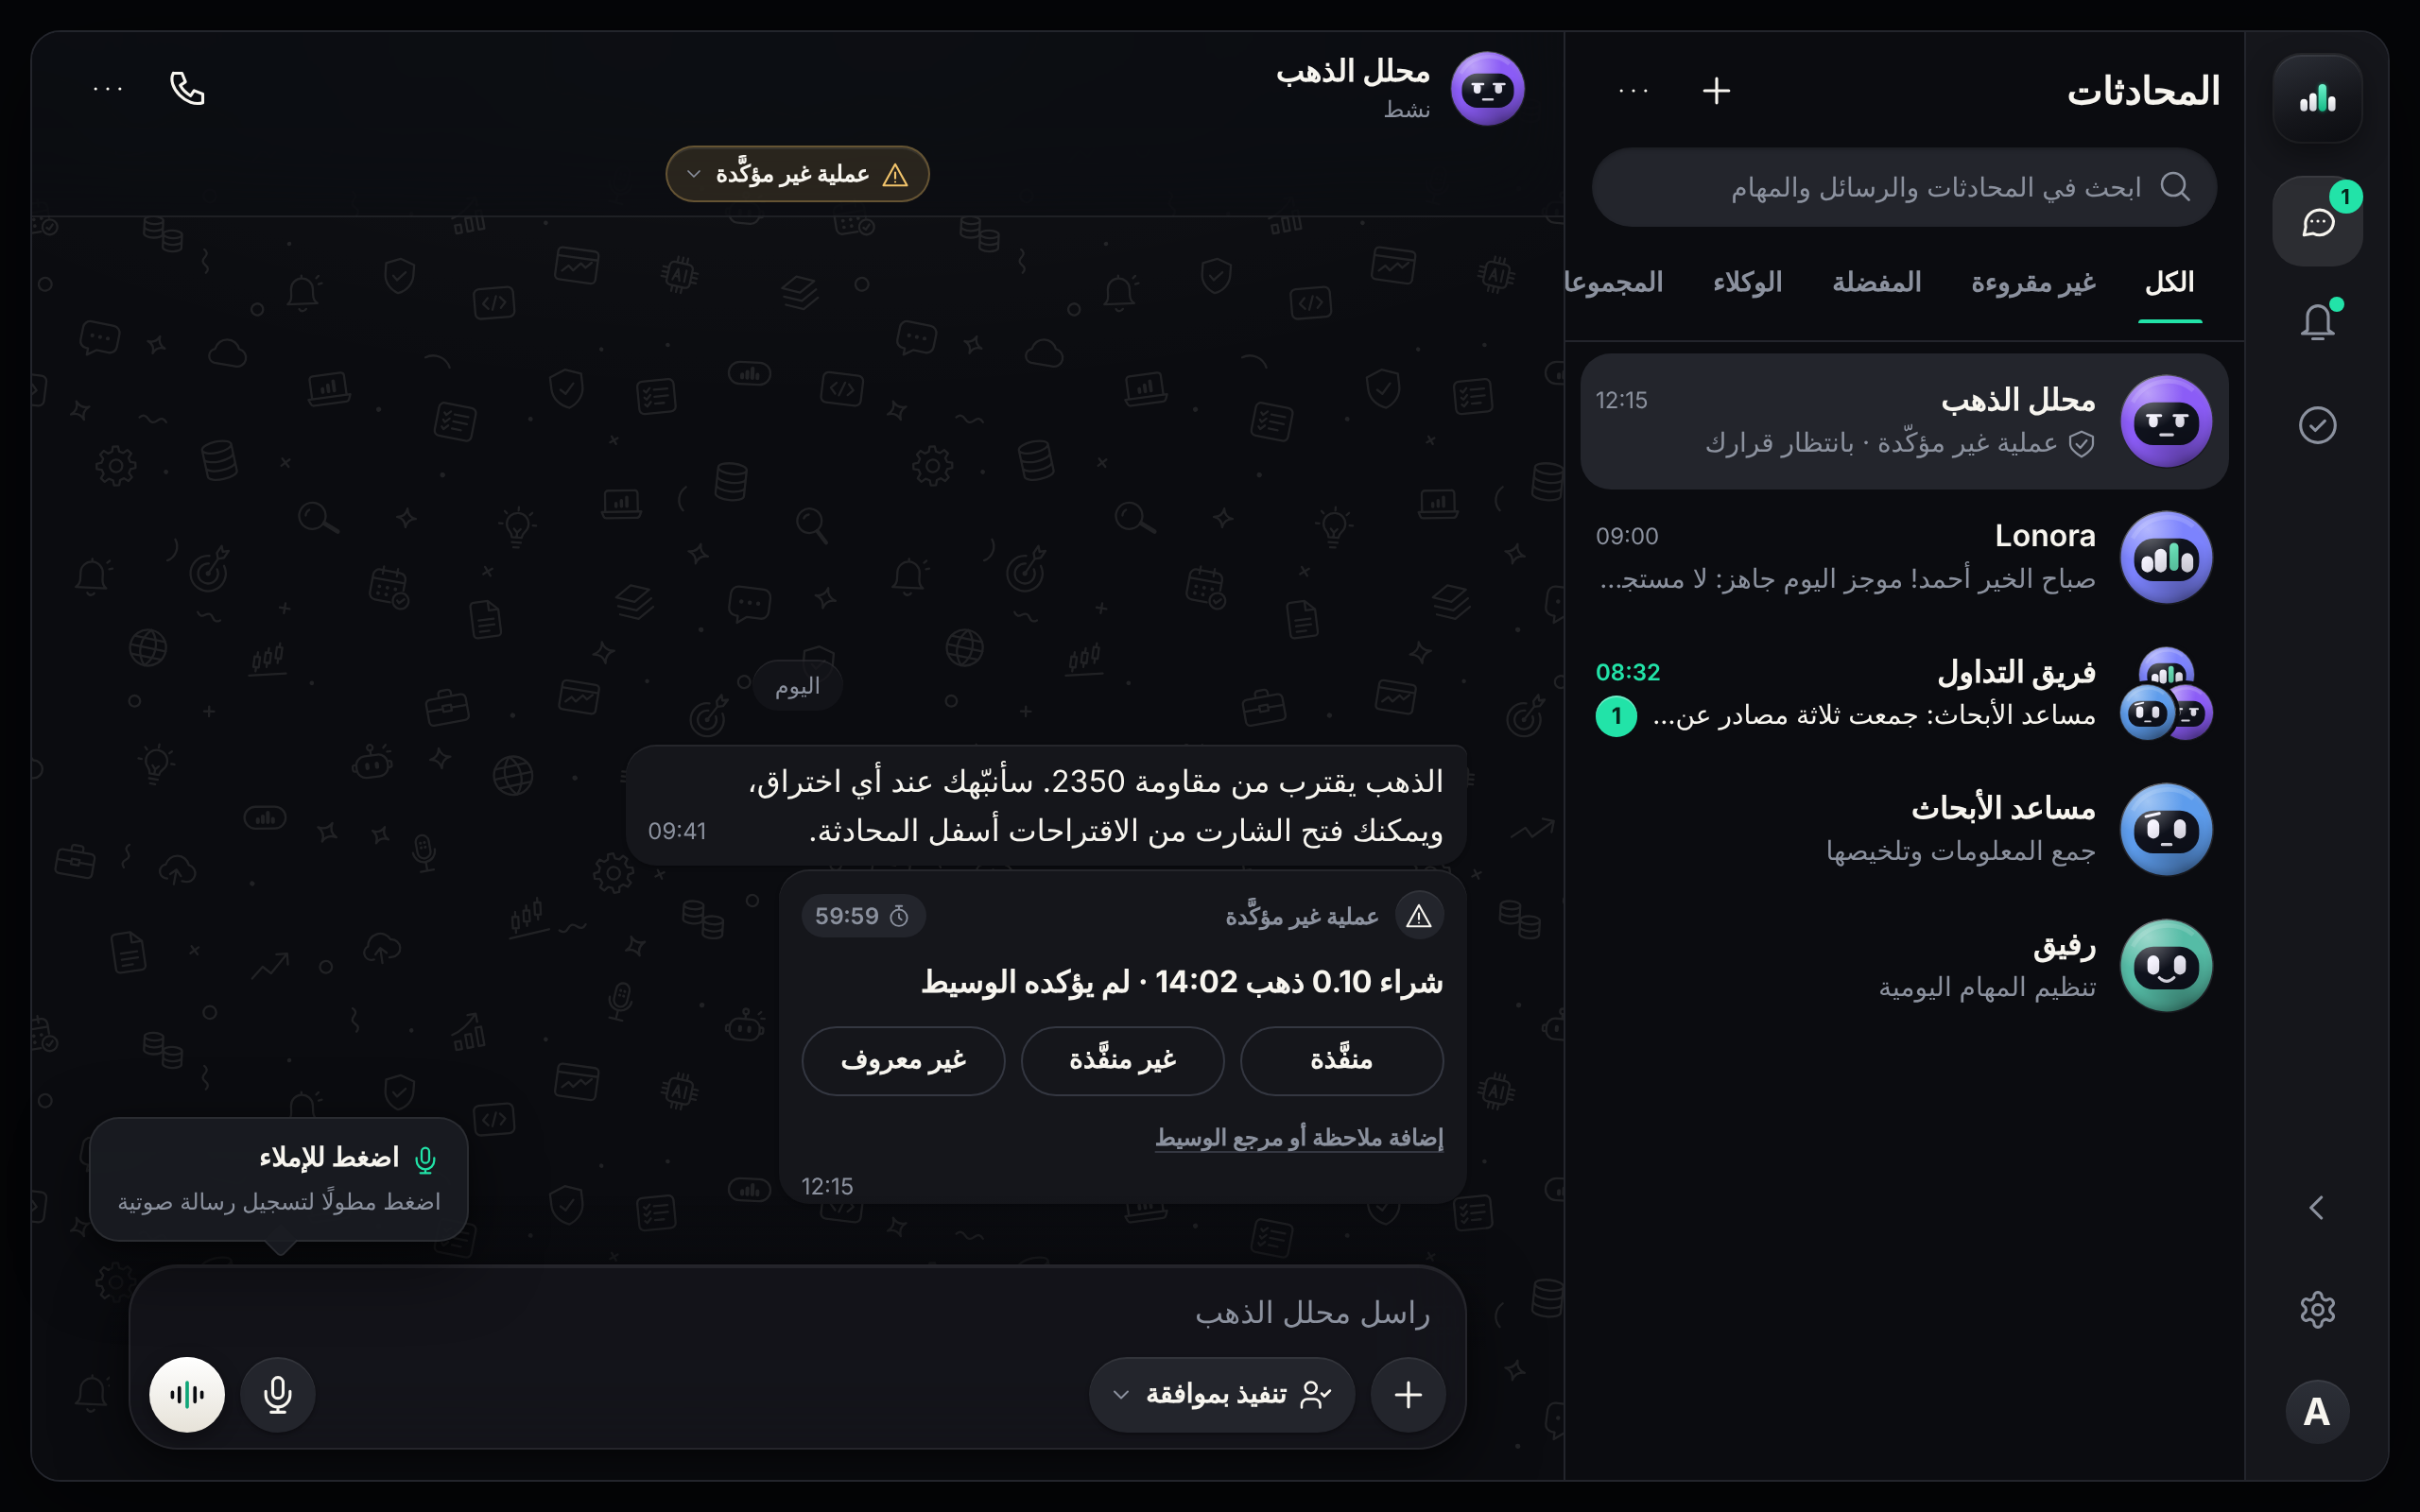 1
A
المحادثات
ابحث في المحادثات والرسائل والمهام
الكل
غير مقروءة
المفضلة
الوكلاء
المجموعا
محلل الذهب
12:15
عملية غير مؤكّدة · بانتظار قرارك
Lonora
09:00
صباح الخير أحمد! موجز اليوم جاهز: لا مستجـ...
فريق التداول
08:32
مساعد الأبحاث: جمعت ثلاثة مصادر عن...
1
مساعد الأبحاث
جمع المعلومات وتلخيصها
رفيق
تنظيم المهام اليومية
محلل الذهب
نشط
عملية غير مؤكَّدة
اليوم
الذهب يقترب من مقاومة 2350. سأنبّهك عند أي اختراق،
ويمكنك فتح الشارت من الاقتراحات أسفل المحادثة.
09:41
عملية غير مؤكَّدة
59:59
شراء 0.10 ذهب 14:02 · لم يؤكده الوسيط
منفَّذة
غير منفَّذة
غير معروف
إضافة ملاحظة أو مرجع الوسيط
12:15
اضغط للإملاء
اضغط مطولًا لتسجيل رسالة صوتية
راسل محلل الذهب
تنفيذ بموافقة